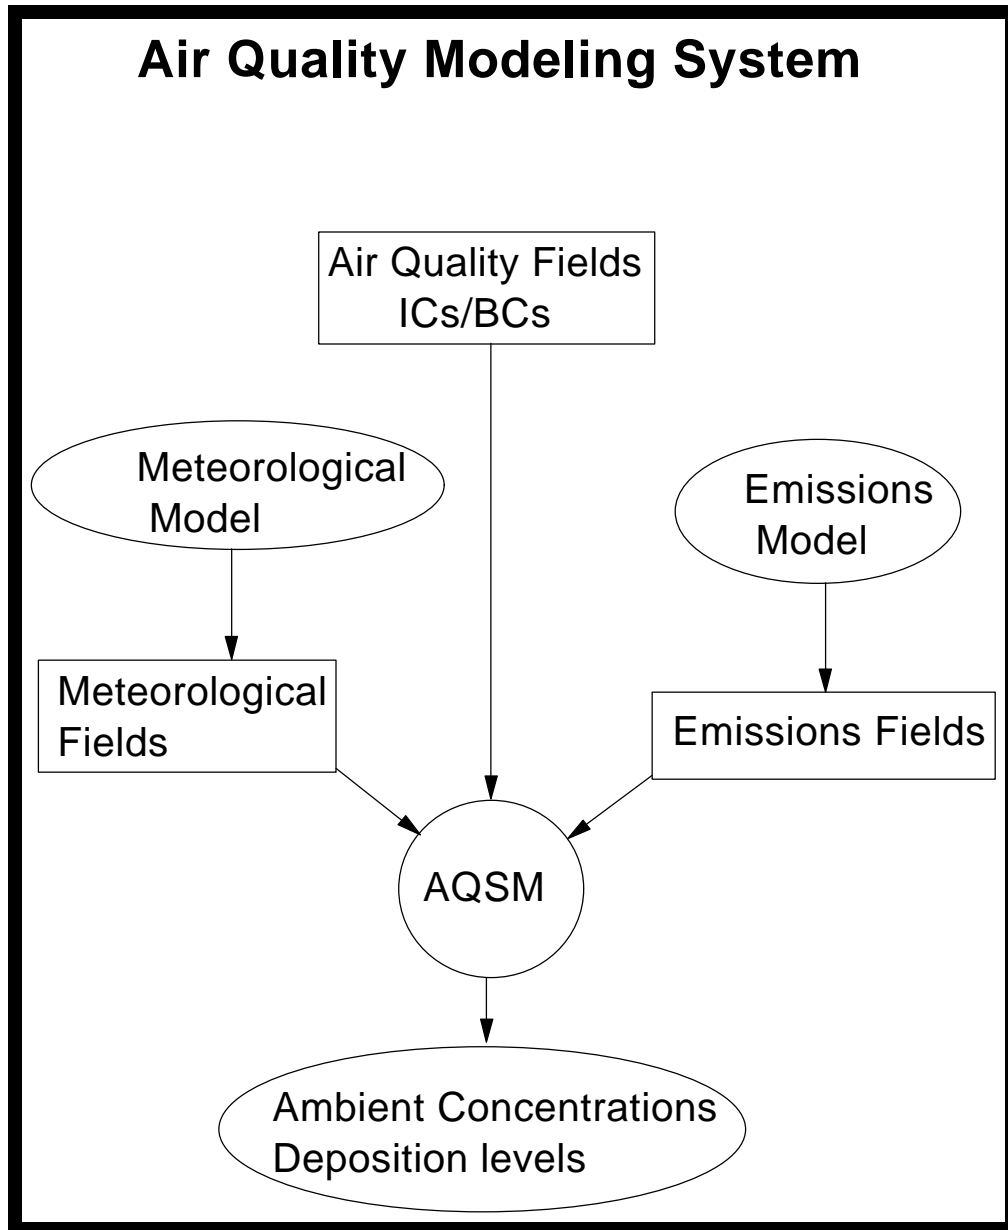 Air Quality Modeling System
Air Quality Fields
ICs/BCs
Meteorological
Model
Emissions
Model
Meteorological
Fields
Emissions Fields
AQSM
Ambient Concentrations
Deposition levels